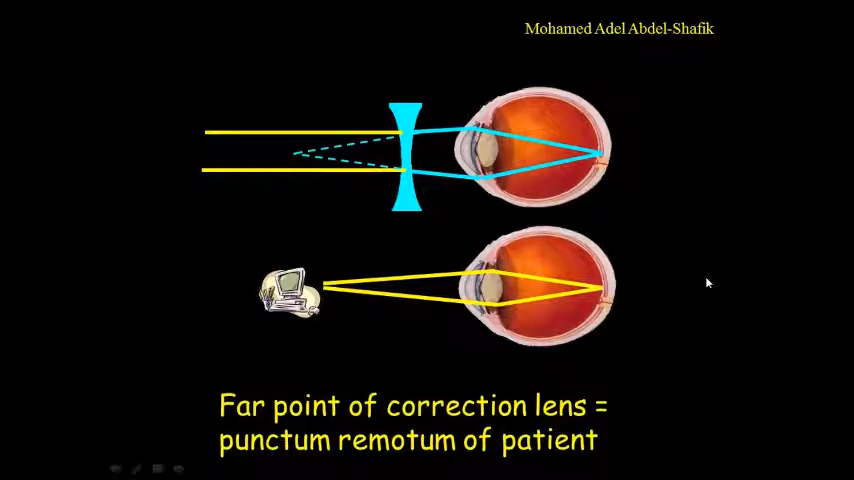 Mohamed Adel Abdel-Shafik
Far point of correction lens =
punctum remotum of patient